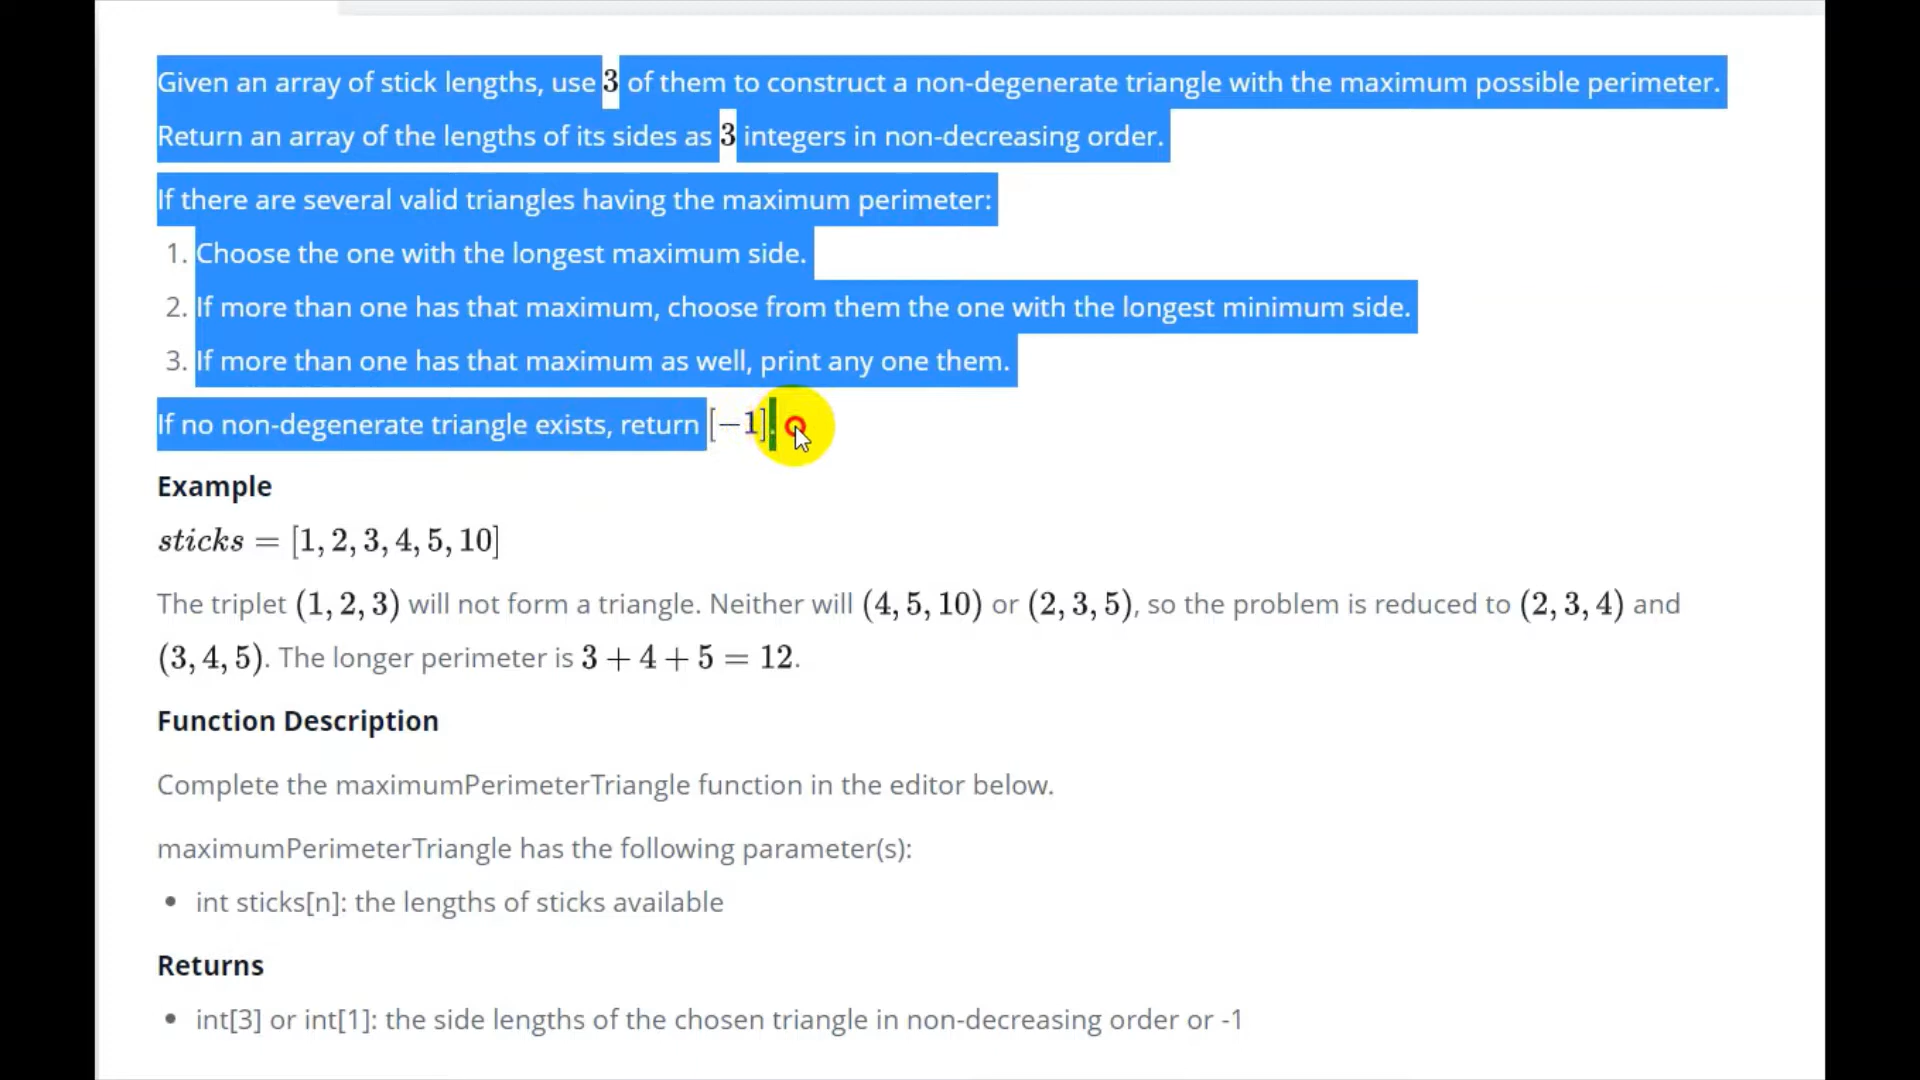 Given an array of stick lengths, use 3 of them to construct a non-degenerate triangle with the maximum possible perimeter.
Return an array of the lengths of its sides as 3 integers in non-decreasing order.
If there are several valid triangles having the maximum perimeter:
1. Choose the one with the longest maximum side.
2. If more than one has that maximum, choose from them the one with the longest minimum side.
3. If more than one has that maximum as well, print any one them.
If no non-degenerate triangle exists, return [−1].
Example
sticks = [1, 2, 3, 4, 5, 10]
The triplet (1, 2, 3) will not form a triangle. Neither will (4, 5, 10) or (2, 3, 5), so the problem is reduced to (2, 3, 4) and
(3, 4, 5). The longer perimeter is 3 + 4 + 5 = 12.
Function Description
Complete the maximumPerimeterTriangle function in the editor below.
maximumPerimeterTriangle has the following parameter(s):
• int sticks[n]: the lengths of sticks available
Returns
• int[3] or int[1]: the side lengths of the chosen triangle in non-decreasing order or -1